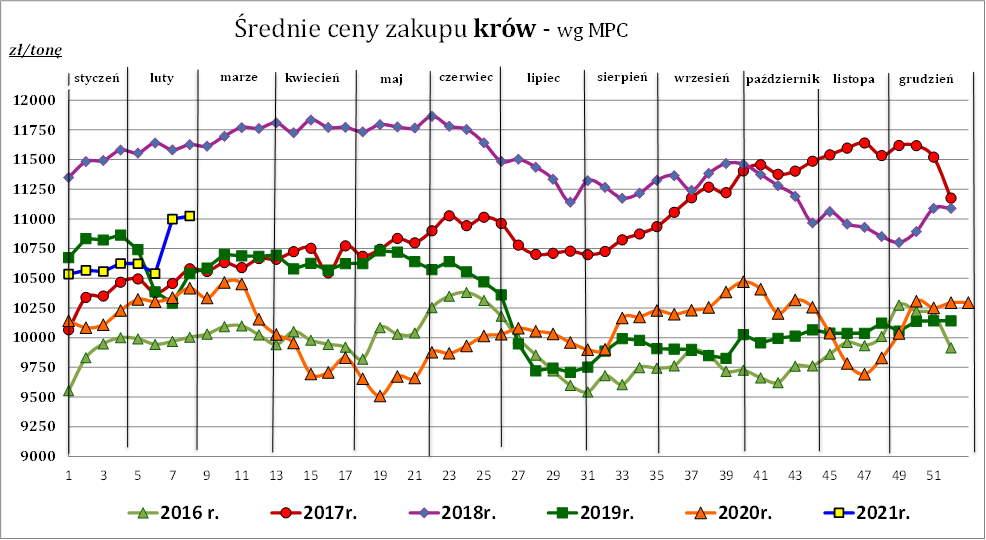 Średnie ceny zakupu krów - wg MPC
zł/tonę
styczeń luty marze kwiecień maj czerwiec lipiec sierpień wrzesień październik listopa grudzień
12000
11750
11500
11250
11000
10750
10500
10250
10000
9750
9500
9250
9000
1 3 5 7 9 11 13 15 17 19 21 23 25 27 29 31 33 35 37 39 41 43 45 47 49 51
2016 r. 2017r. 2018r. 2019r. 2020r. 2021r.